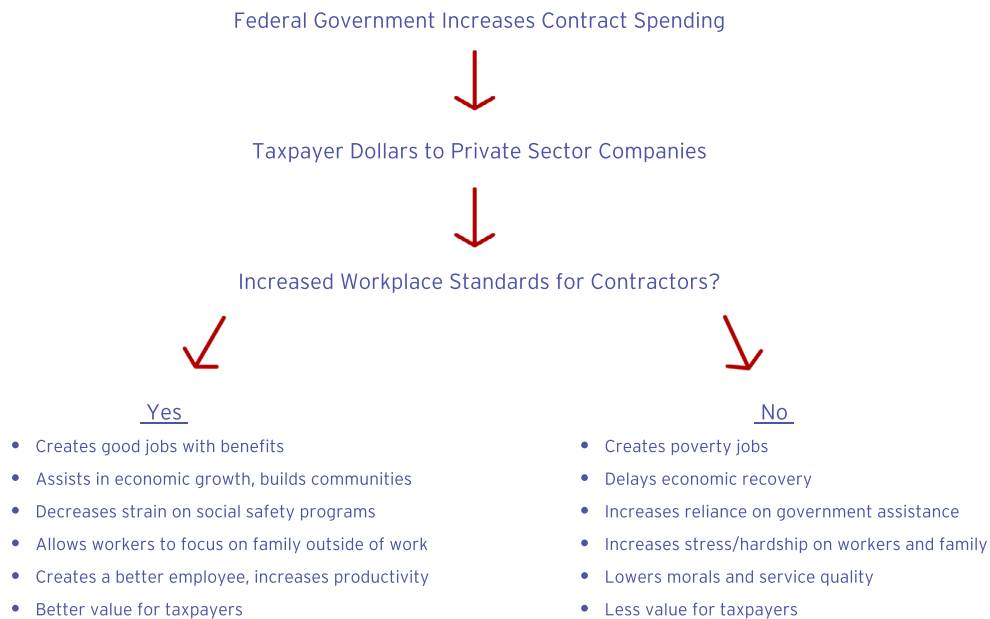 Federal Government Increases Contract Spending
Taxpayer Dollars to Private Sector Companies
Increased Workplace Standards for Contractors?
Yes
• Creates good jobs with benefits
• Assists in economic growth, builds communities
• Decreases strain on social safety programs
• Allows workers to focus on family outside of work
• Creates a better employee, increases productivity
• Better value for taxpayers
No
• Creates poverty jobs
• Delays economic recovery
• Increases reliance on government assistance
• Increases stress/hardship on workers and family
• Lowers morals and service quality
• Less value for taxpayers